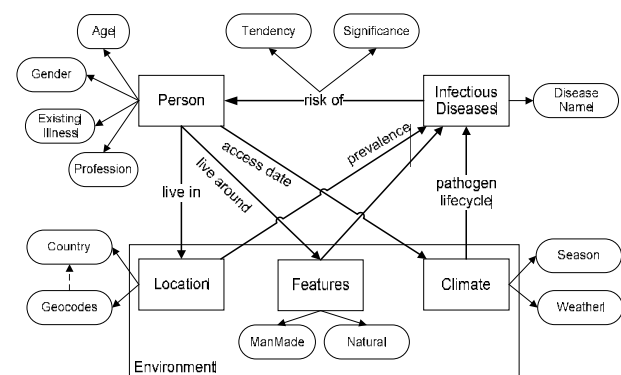 Age
Tendency
Significance
Gender
Person
risk of
Infectious
Diseases
Disease
Name
Existing
Illness
Profession
live in
live around
access date
prevalence
pathogen
lifecycle
Country
Geocodes
Location
Features
Climate
Season
Weather
ManMade
Natural
Environment